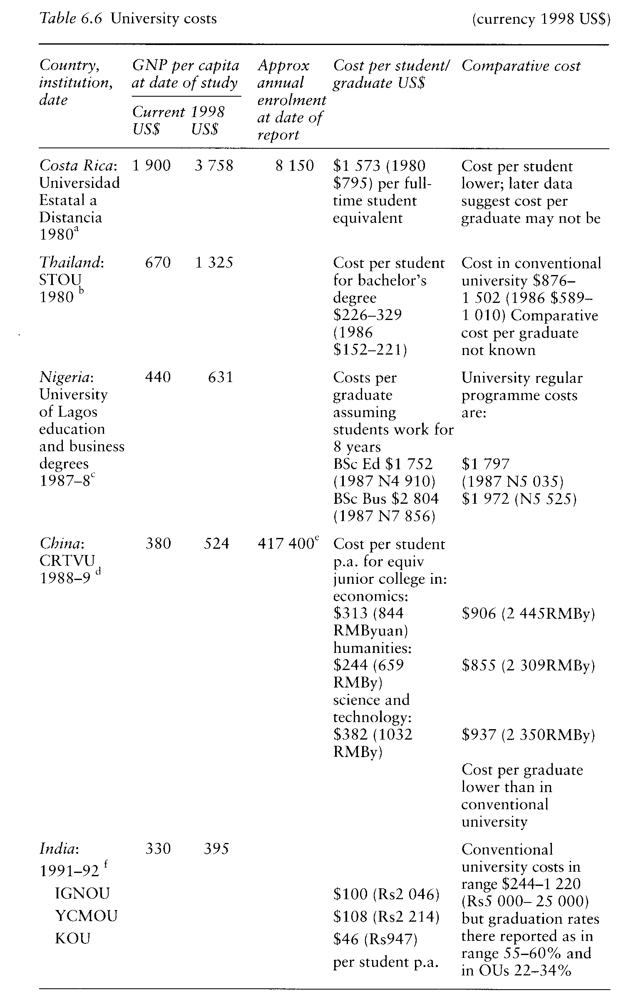 Table 6.6 University costs (currency 1998 US$)
Country, institution, date
GNP per capita at date of study
Current US$
1998 US$
Approx annual enrolment at date of report
Cost per student/ graduate US$
Comparative cost
Costa Rica: 1 900 3 758 8 150 $1 573 (1980 Cost per student
Universidad $795) per full- lower; later data
Estatal a time student suggest cost per
Distancia equivalent graduate may not be
1980a
Thailand: 670 1 325 Cost per student Cost in conventional
STOU for bachelor's university $876–
1980 b degree 1 502 (1986 $589–
$226–329 1 010) Comparative
(1986 cost per graduate
$152–221) not known
Nigeria: 440 631 Costs per University regular
University graduate programme costs
of Lagos assuming are:
education students work for
and business 8 years
degrees BSc Ed $1 752 $1 797
1987–8c (1987 N4 910) (1987 N5 035)
BSc Bus $2 804 $1 972 (N5 525)
(1987 N7 856)
China: 380 524 417 400e Cost per student
CRTVU p.a. for equiv
1988–9 d junior college in:
economics:
$313 (844 $906 (2 445RMBy)
RMByuan)
humanities:
$244 (659 $855 (2 309RMBy)
RMBy)
science and
technology:
$382 (1032 $937 (2 350RMBy)
RMBy)
Cost per graduate
lower than in
conventional
university
India: 330 395 Conventional
1991–92 f university costs in
IGNOU $100 (Rs2 046) range $244–1 220
YCMOU $108 (Rs2 214) (Rs5 000– 25 000)
KOU $46 (Rs947) but graduation rates
per student p.a. there reported as in
range 55–60% and
in OUs 22–34%